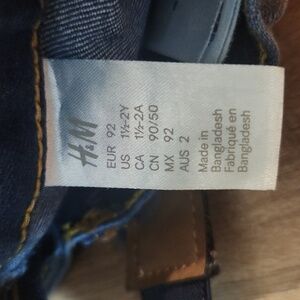 H&M
EUR 92
US 1½-2Y
CA 1½-2A
CN 90/50
MX 92
AUS 2
Made in
Bangladesh
Fabriqué en
Bangladesh